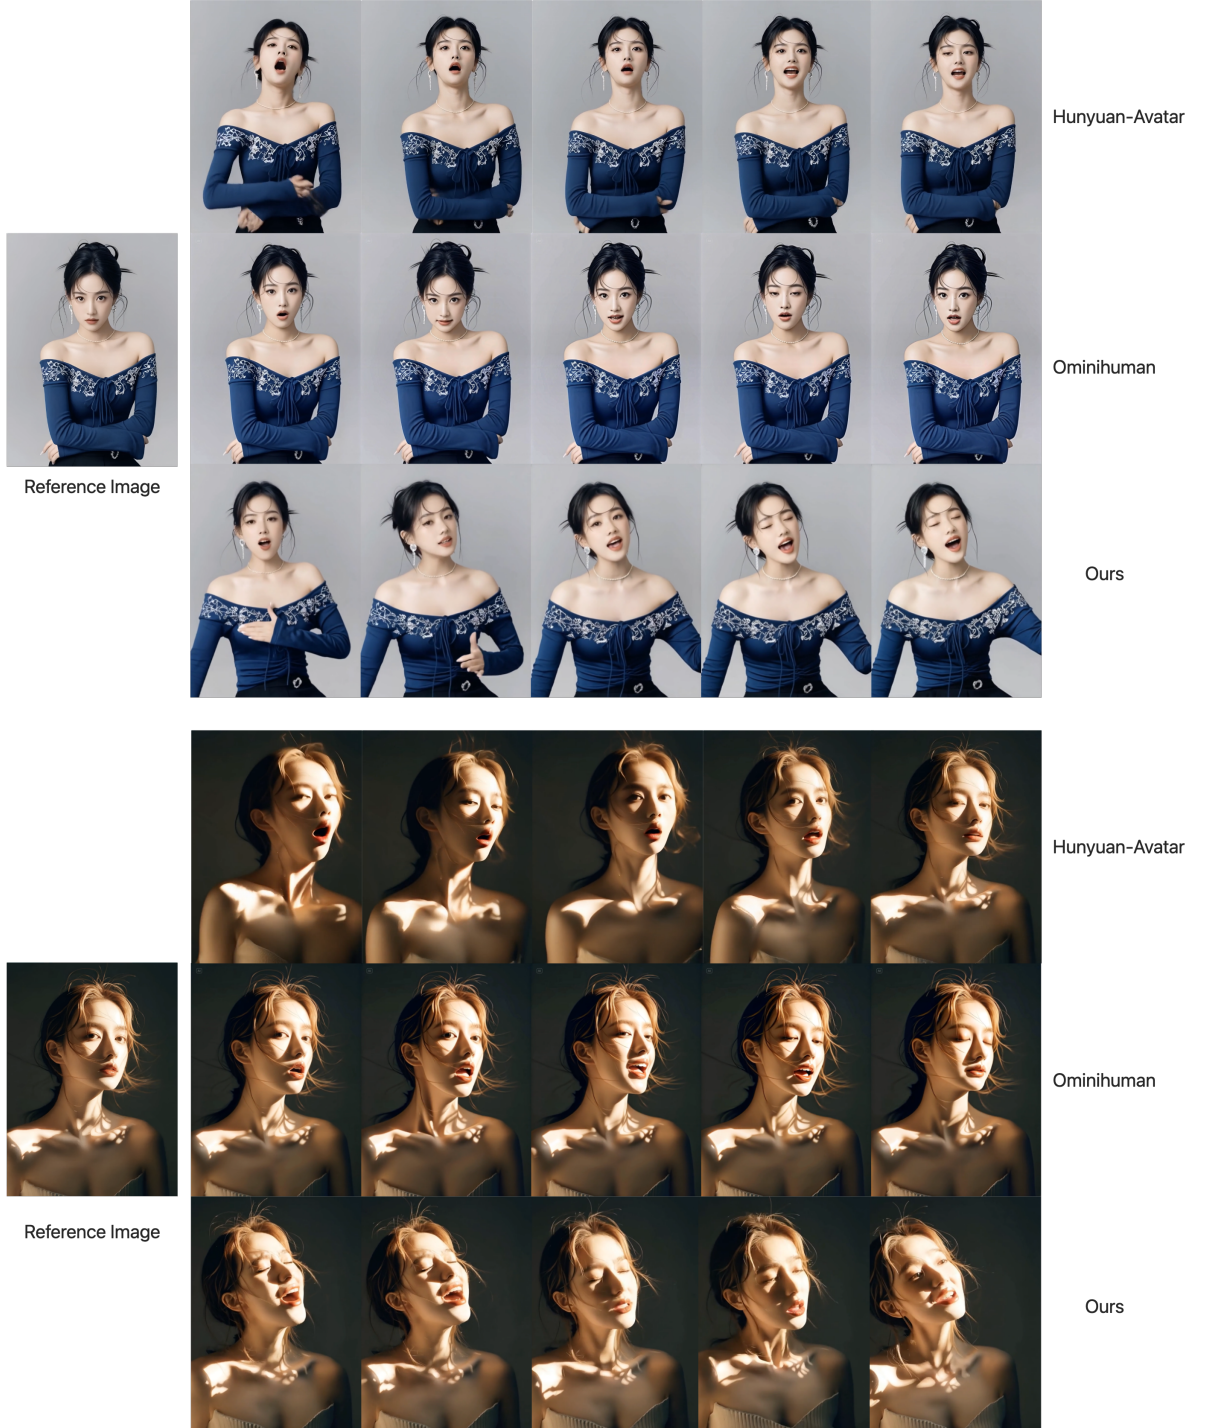 Hunyuan-Avatar
Ominihuman
Reference Image
Ours
Hunyuan-Avatar
Ominihuman
Reference Image
Ours